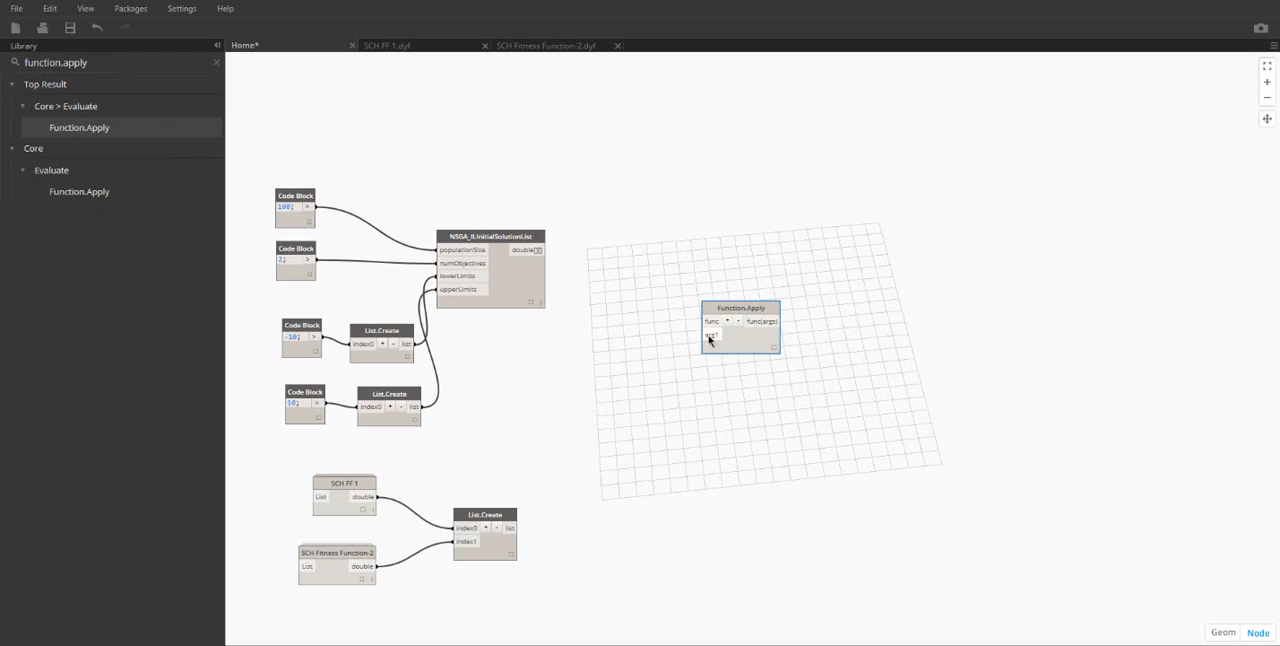 File Edit View Packages Settings Help
Library
Home*
SCH FF 1.dyf
SCH Fitness Function-2.dyf
function.apply
Top Result
Core > Evaluate
Function.Apply
Core
Evaluate
Function.Apply
Code Block
100; >
Code Block
2; >
NSGA_II.InitialSolutionList
populationSize double[][]
numObjectives
lowerLimits
upperLimits
Code Block
-10; >
List.Create
index0 + - list
Code Block
10; >
List.Create
index0 + - list
Function.Apply
func + - func(args)
arg1
SCH FF 1
List double
SCH Fitness Function-2
List double
List.Create
index0 + - list
index1
Geom Node